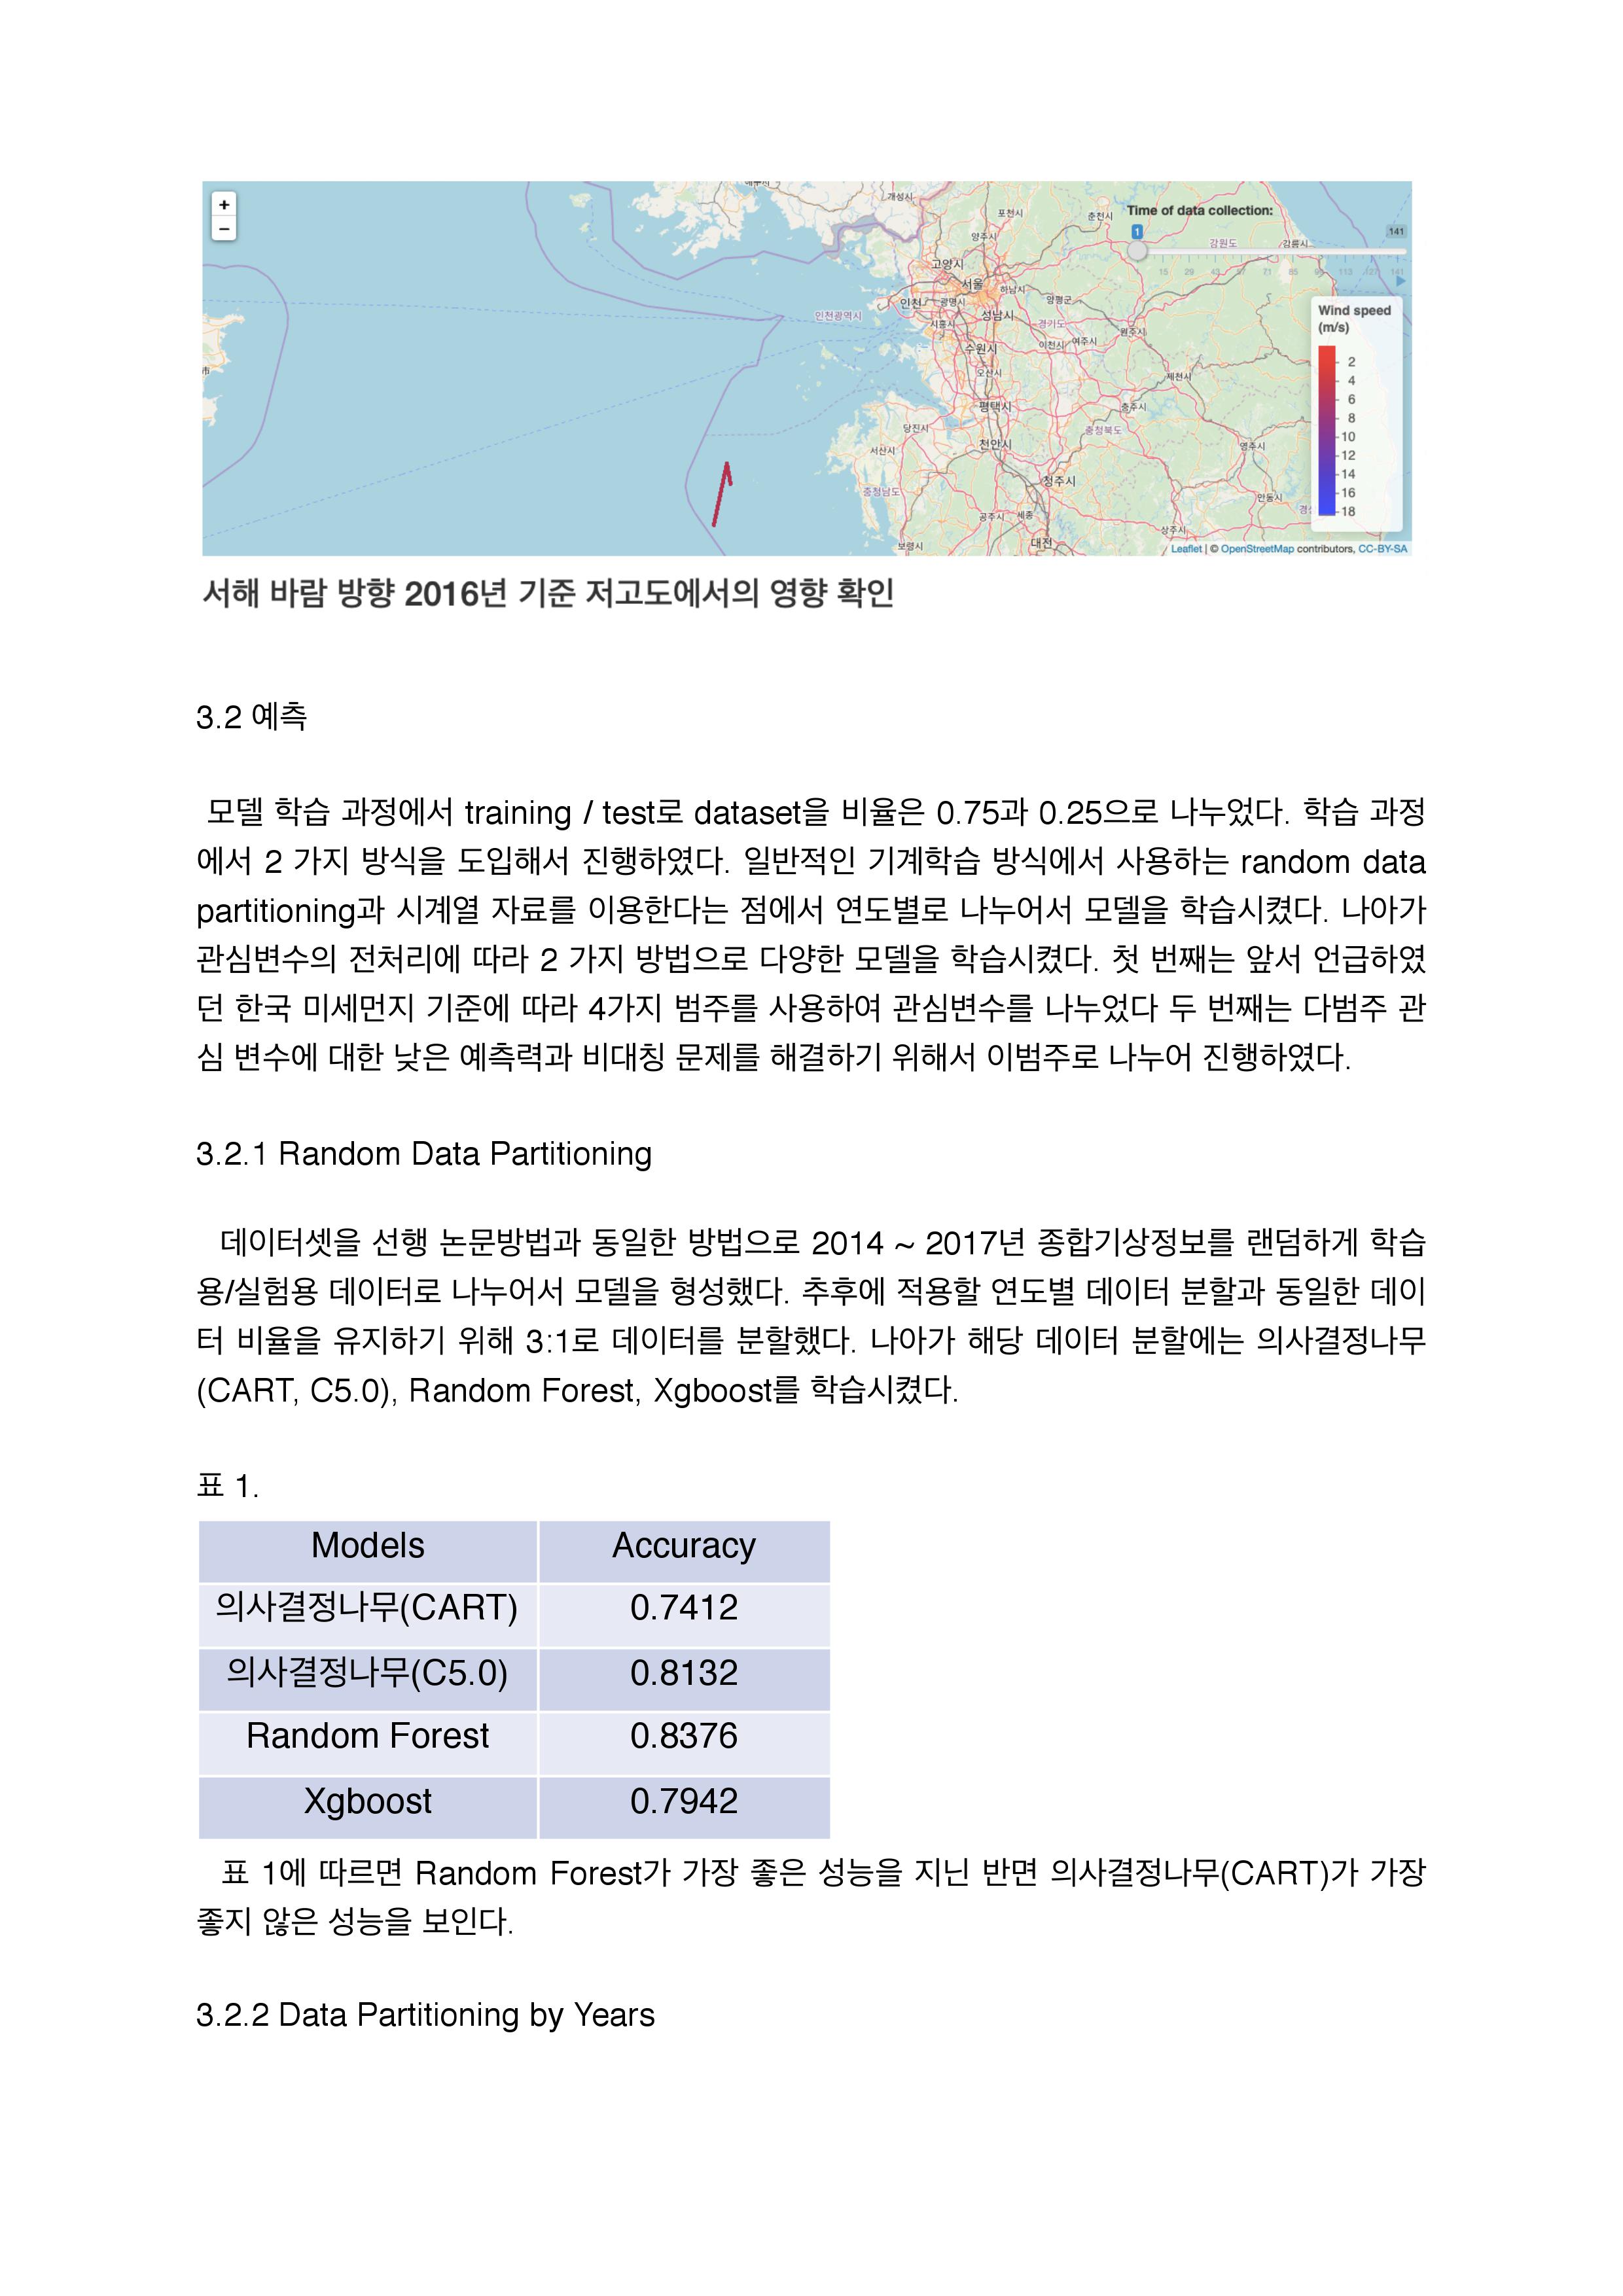 +
−
해주시
개성시
포천시
춘천시
Time of data collection:
1
141
양주시
강원도
강릉시
고양시
1 15 29 43 57 71 85 99 113 127 141
서울
하남시
인천
광명시
양평군
인천광역시
시흥시
성남시
경기도
원주시
Wind speed
(m/s)
수원시
이천시
여주시
오산시
제천시
2
4
6
8
10
12
14
16
18
시
평택시
충주시
당진시
충청북도
서산시
천안시
영주시
청주시
충청남도
안동시
공주시
세종
상주시
보령시
대전
Leaflet | © OpenStreetMap contributors, CC-BY-SA
서해 바람 방향 2016년 기준 저고도에서의 영향 확인
3.2 예측
모델 학습 과정에서 training / test로 dataset을 비율은 0.75과 0.25으로 나누었다. 학습 과정
에서 2 가지 방식을 도입해서 진행하였다. 일반적인 기계학습 방식에서 사용하는 random data
partitioning과 시계열 자료를 이용한다는 점에서 연도별로 나누어서 모델을 학습시켰다. 나아가
관심변수의 전처리에 따라 2 가지 방법으로 다양한 모델을 학습시켰다. 첫 번째는 앞서 언급하였
던 한국 미세먼지 기준에 따라 4가지 범주를 사용하여 관심변수를 나누었다 두 번째는 다범주 관
심 변수에 대한 낮은 예측력과 비대칭 문제를 해결하기 위해서 이범주로 나누어 진행하였다.
3.2.1 Random Data Partitioning
데이터셋을 선행 논문방법과 동일한 방법으로 2014 ~ 2017년 종합기상정보를 랜덤하게 학습
용/실험용 데이터로 나누어서 모델을 형성했다. 추후에 적용할 연도별 데이터 분할과 동일한 데이
터 비율을 유지하기 위해 3:1로 데이터를 분할했다. 나아가 해당 데이터 분할에는 의사결정나무
(CART, C5.0), Random Forest, Xgboost를 학습시켰다.
표 1.
Models Accuracy
의사결정나무(CART) 0.7412
의사결정나무(C5.0) 0.8132
Random Forest 0.8376
Xgboost 0.7942
표 1에 따르면 Random Forest가 가장 좋은 성능을 지닌 반면 의사결정나무(CART)가 가장
좋지 않은 성능을 보인다.
3.2.2 Data Partitioning by Years